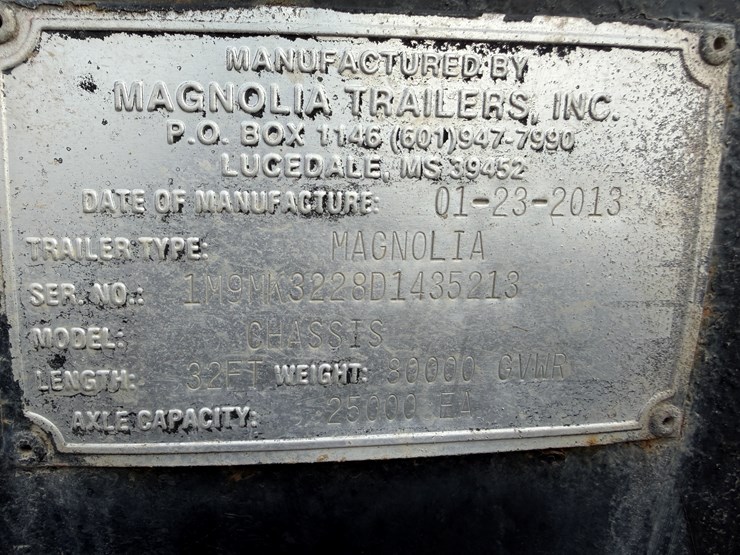 MANUFACTURED BY
MAGNOLIA TRAILERS, INC.
P.O. BOX 1146 (601)947-7990
LUCEDALE, MS 39452
DATE OF MANUFACTURE: 01-23-2013
TRAILER TYPE: MAGNOLIA
SER. NO.: 1M9MK3228D1435213
MODEL: CHASSIS
LENGTH: 32FT WEIGHT: 80000 GVWR
AXLE CAPACITY: 25000 EA